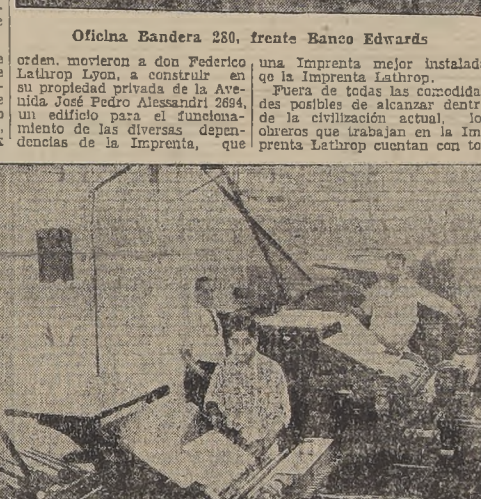 Oficina Bandera 280, frente Banco Edwards
orden, movieron a don Federico
Lathrop Lyon, a construir en
su propiedad privada de la Ave-
nida José Pedro Alessandri 2694,
un edificio para el funciona-
miento de las diversas depen-
dencias de la Imprenta, que
una Imprenta mejor instalad
qe la Imprenta Lathrop.
Fuera de todas las comodida
des posibles de alcanzar dentr
de la civilización actual, lo
obreros que trabajan en la Im
prenta Lathrop cuentan con to